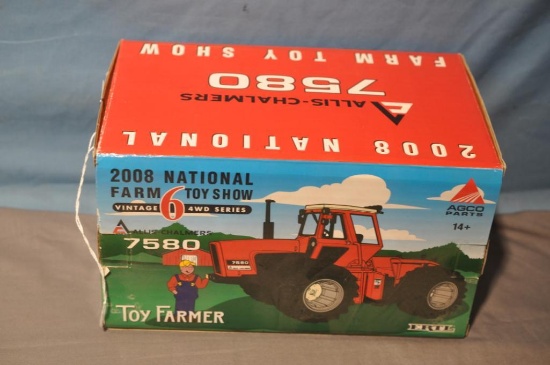 2008 NATIONAL
ALLIS-CHALMERS
7580
FARM TOY SHOW
2008 NATIONAL
FARM TOY SHOW
VINTAGE 6 4WD SERIES
ALLIS-CHALMERS
7580
7580
AGCO
PARTS
14+
TOY FARMER
ERTL